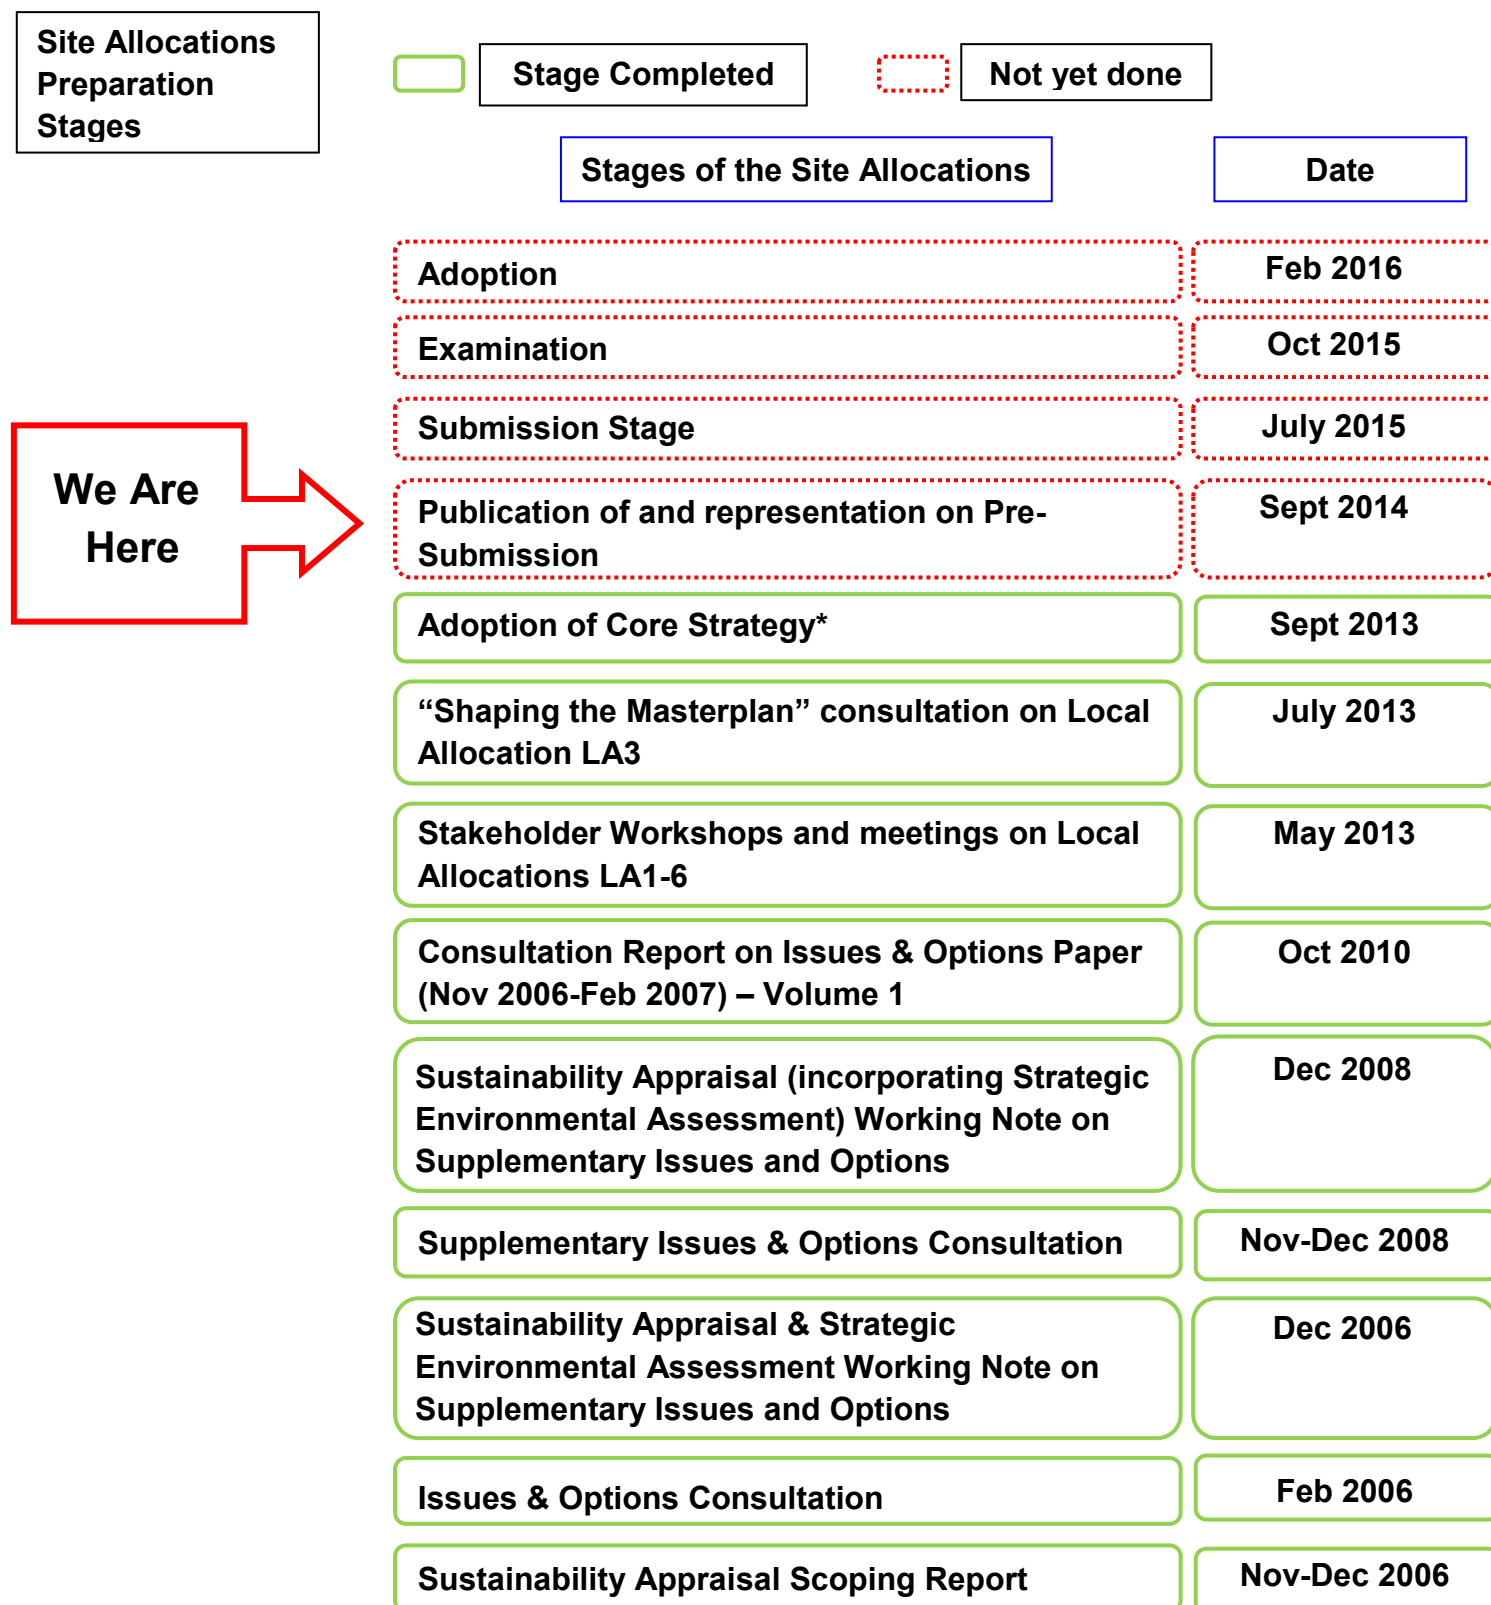 Site Allocations
Preparation
Stages
Stage Completed
Not yet done
Stages of the Site Allocations
Date
Adoption
Feb 2016
Examination
Oct 2015
Submission Stage
July 2015
We Are
Here
Publication of and representation on Pre-
Submission
Sept 2014
Adoption of Core Strategy*
Sept 2013
“Shaping the Masterplan” consultation on Local
Allocation LA3
July 2013
Stakeholder Workshops and meetings on Local
Allocations LA1-6
May 2013
Consultation Report on Issues & Options Paper
(Nov 2006-Feb 2007) – Volume 1
Oct 2010
Sustainability Appraisal (incorporating Strategic
Environmental Assessment) Working Note on
Supplementary Issues and Options
Dec 2008
Supplementary Issues & Options Consultation
Nov-Dec 2008
Sustainability Appraisal & Strategic
Environmental Assessment Working Note on
Supplementary Issues and Options
Dec 2006
Issues & Options Consultation
Feb 2006
Sustainability Appraisal Scoping Report
Nov-Dec 2006